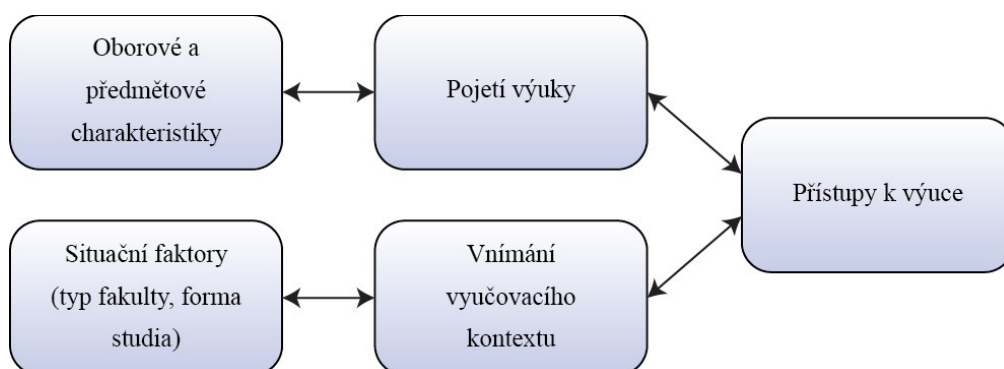 Oborové a
předmětové
charakteristiky
Pojetí výuky
Přístupy k výuce
Situační faktory
(typ fakulty, forma
studia)
Vnímání
vyučovacího
kontextu